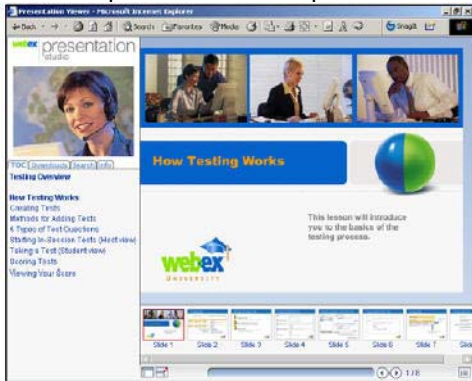 Presentation Viewer - Microsoft Internet Explorer
Back
Search
Favorites
Media
SnagIt
webex presentation
studio
TOC Downloads Search Info
Testing Overview
How Testing Works
Creating Tests
Methods for Adding Tests
6 Types of Test Questions
Starting In-Session Tests (Host view)
Taking a Test (Student view)
Scoring Tests
Viewing Your Score
How Testing Works
This lesson will introduce
you to the basics of the
testing process.
webex
UNIVERSITY
Slide 1 Slide 2 Slide 3 Slide 4 Slide 5 Slide 6 Slide 7 Slide
1/8